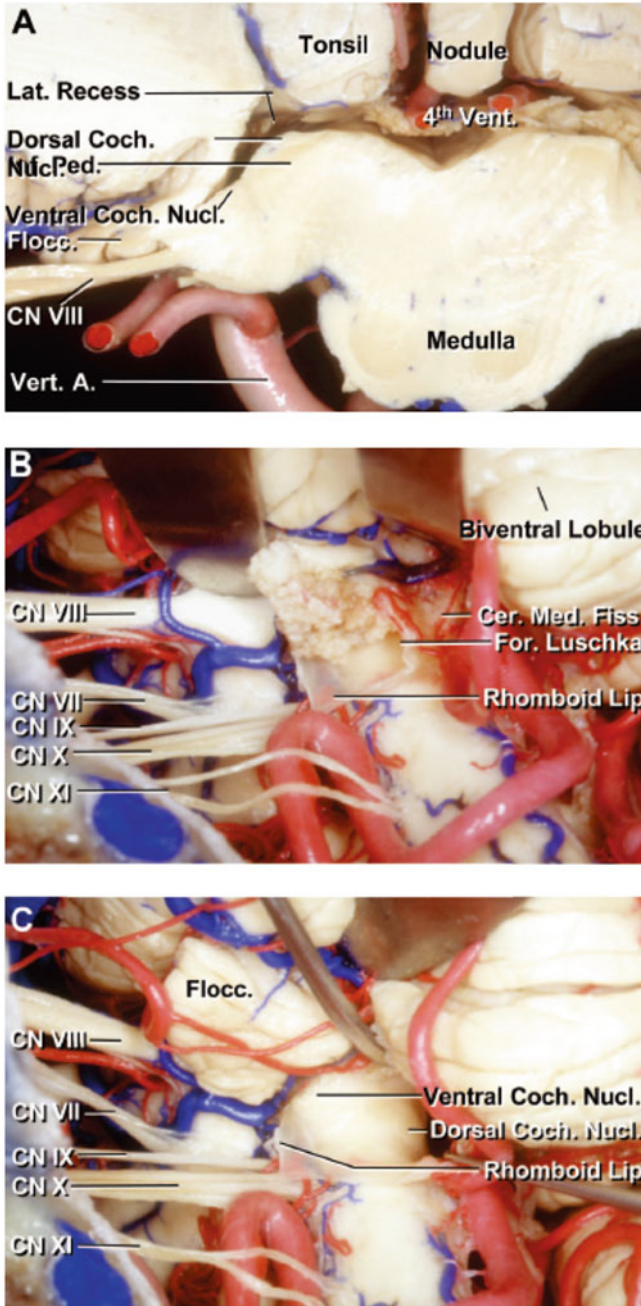 A
Tonsil
Nodule
Lat. Recess
4th Vent.
Dorsal Coch.
Nucl.
Inf. Ped.
Ventral Coch. Nucl.
Flocc.
CN VIII
Medulla
Vert. A.
B
Biventral Lobule
CN VIII
Cer. Med. Fiss
For. Luschka
CN VII
Rhomboid Lip
CN IX
CN X
CN XI
C
Flocc.
CN VIII
Ventral Coch. Nucl.
CN VII
Dorsal Coch. Nucl.
CN IX
Rhomboid Lip
CN X
CN XI